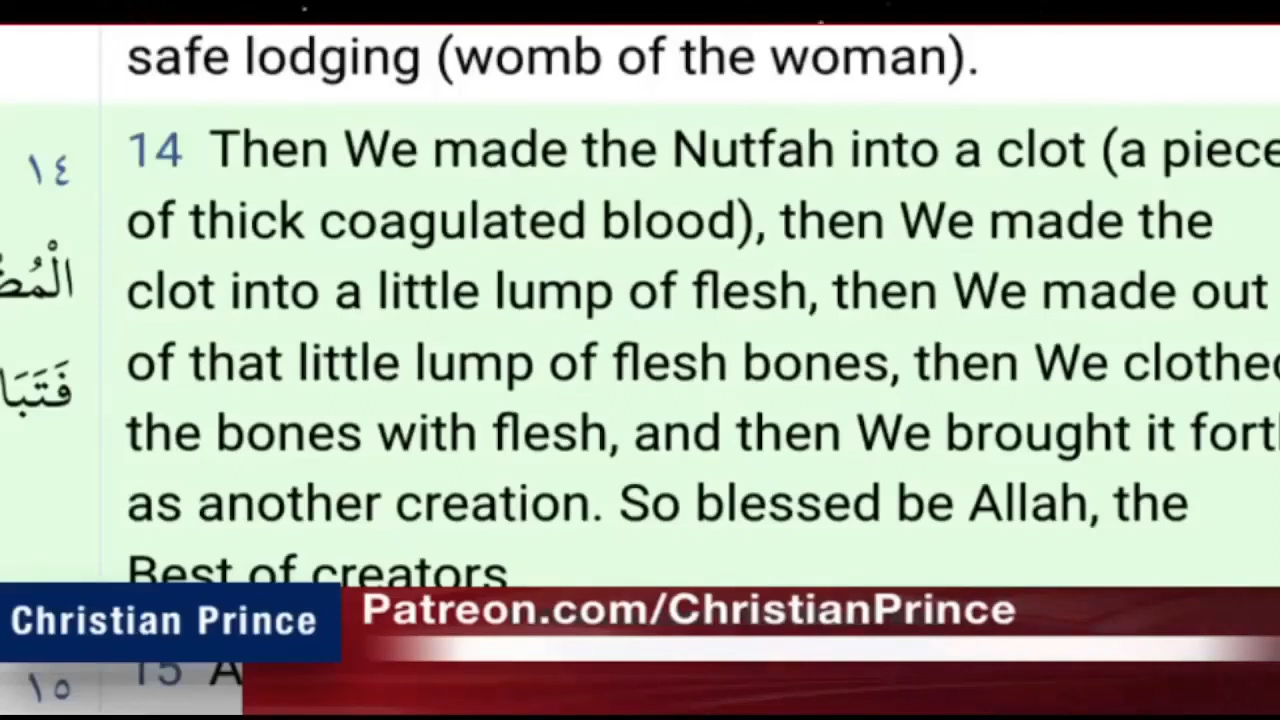 safe lodging (womb of the woman).
١٤
14 Then We made the Nutfah into a clot (a piece
of thick coagulated blood), then We made the
clot into a little lump of flesh, then We made out
of that little lump of flesh bones, then We clothed
the bones with flesh, and then We brought it fort
as another creation. So blessed be Allah, the
Best of creators
Christian Prince
Patreon.com/ChristianPrince
١٥
15 A